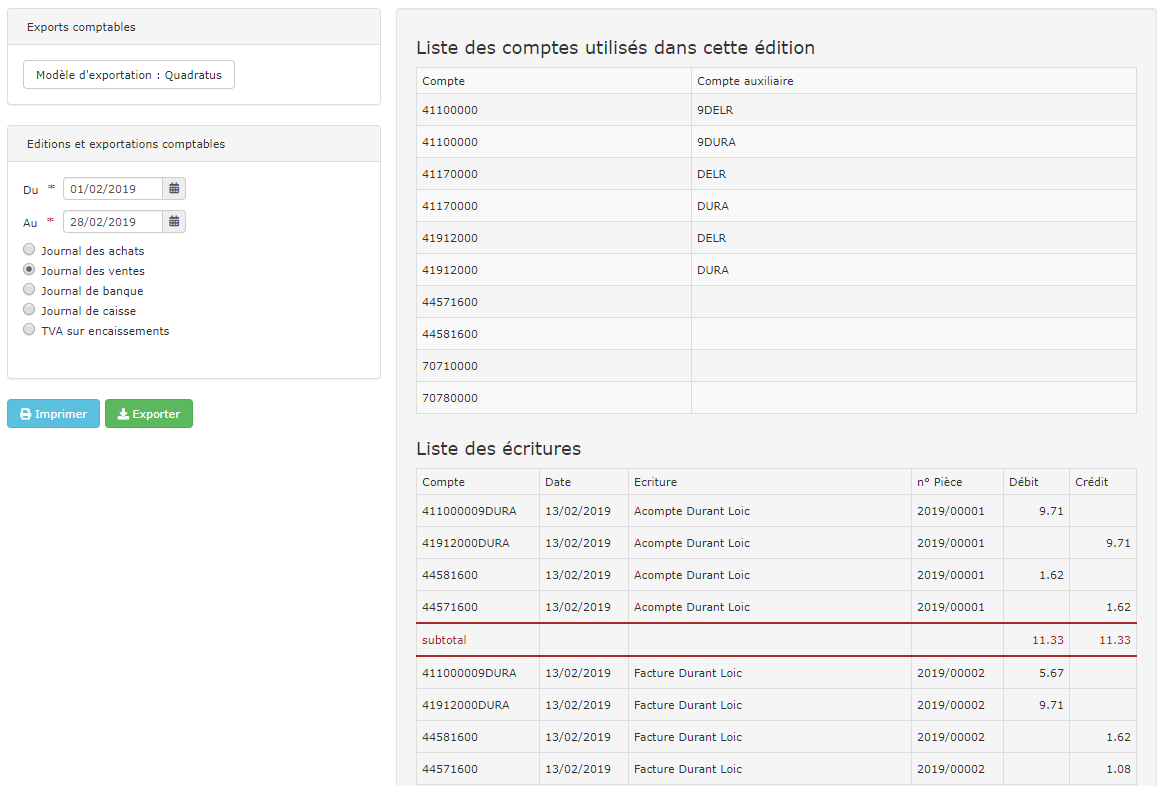 Exports comptables
Modèle d'exportation : Quadratus
Editions et exportations comptables
Du * 01/02/2019
Au * 28/02/2019
Journal des achats
Journal des ventes
Journal de banque
Journal de caisse
TVA sur encaissements
Imprimer Exporter
Liste des comptes utilisés dans cette édition
Compte Compte auxiliaire
41100000 9DELR
41100000 9DURA
41170000 DELR
41170000 DURA
41912000 DELR
41912000 DURA
44571600
44581600
70710000
70780000
Liste des écritures
Compte Date Ecriture n° Pièce Débit Crédit
411000009DURA 13/02/2019 Acompte Durant Loic 2019/00001 9.71
41912000DURA 13/02/2019 Acompte Durant Loic 2019/00001 9.71
44581600 13/02/2019 Acompte Durant Loic 2019/00001 1.62
44571600 13/02/2019 Acompte Durant Loic 2019/00001 1.62
subtotal 11.33 11.33
411000009DURA 13/02/2019 Facture Durant Loic 2019/00002 5.67
41912000DURA 13/02/2019 Facture Durant Loic 2019/00002 9.71
44581600 13/02/2019 Facture Durant Loic 2019/00002 1.62
44571600 13/02/2019 Facture Durant Loic 2019/00002 1.08